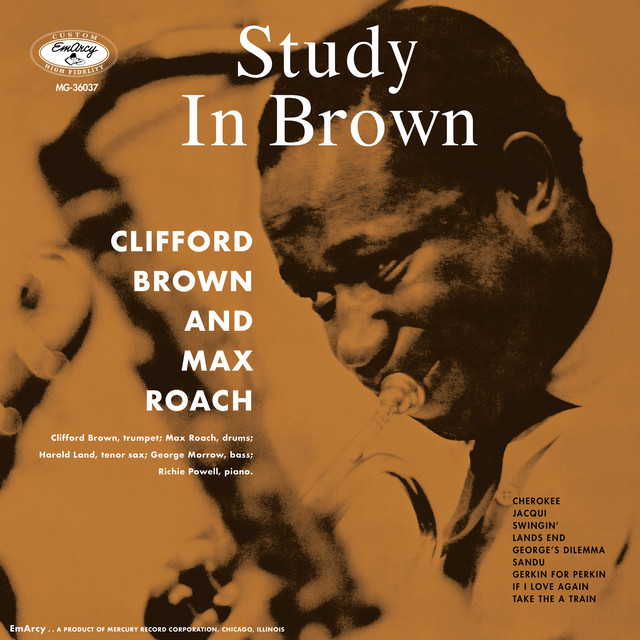 CUSTOM
EmArcy
HIGH FIDELITY
MG-36037
Study
In Brown
CLIFFORD
BROWN
AND
MAX
ROACH
Clifford Brown, trumpet; Max Roach, drums;
Harold Land, tenor sax; George Morrow, bass;
Richie Powell, piano.
CHEROKEE
JACQUI
SWINGIN'
LANDS END
GEORGE'S DILEMMA
SANDU
GERKIN FOR PERKIN
IF I LOVE AGAIN
TAKE THE A TRAIN
EmArcy . . A PRODUCT OF MERCURY RECORD CORPORATION, CHICAGO, ILLINOIS